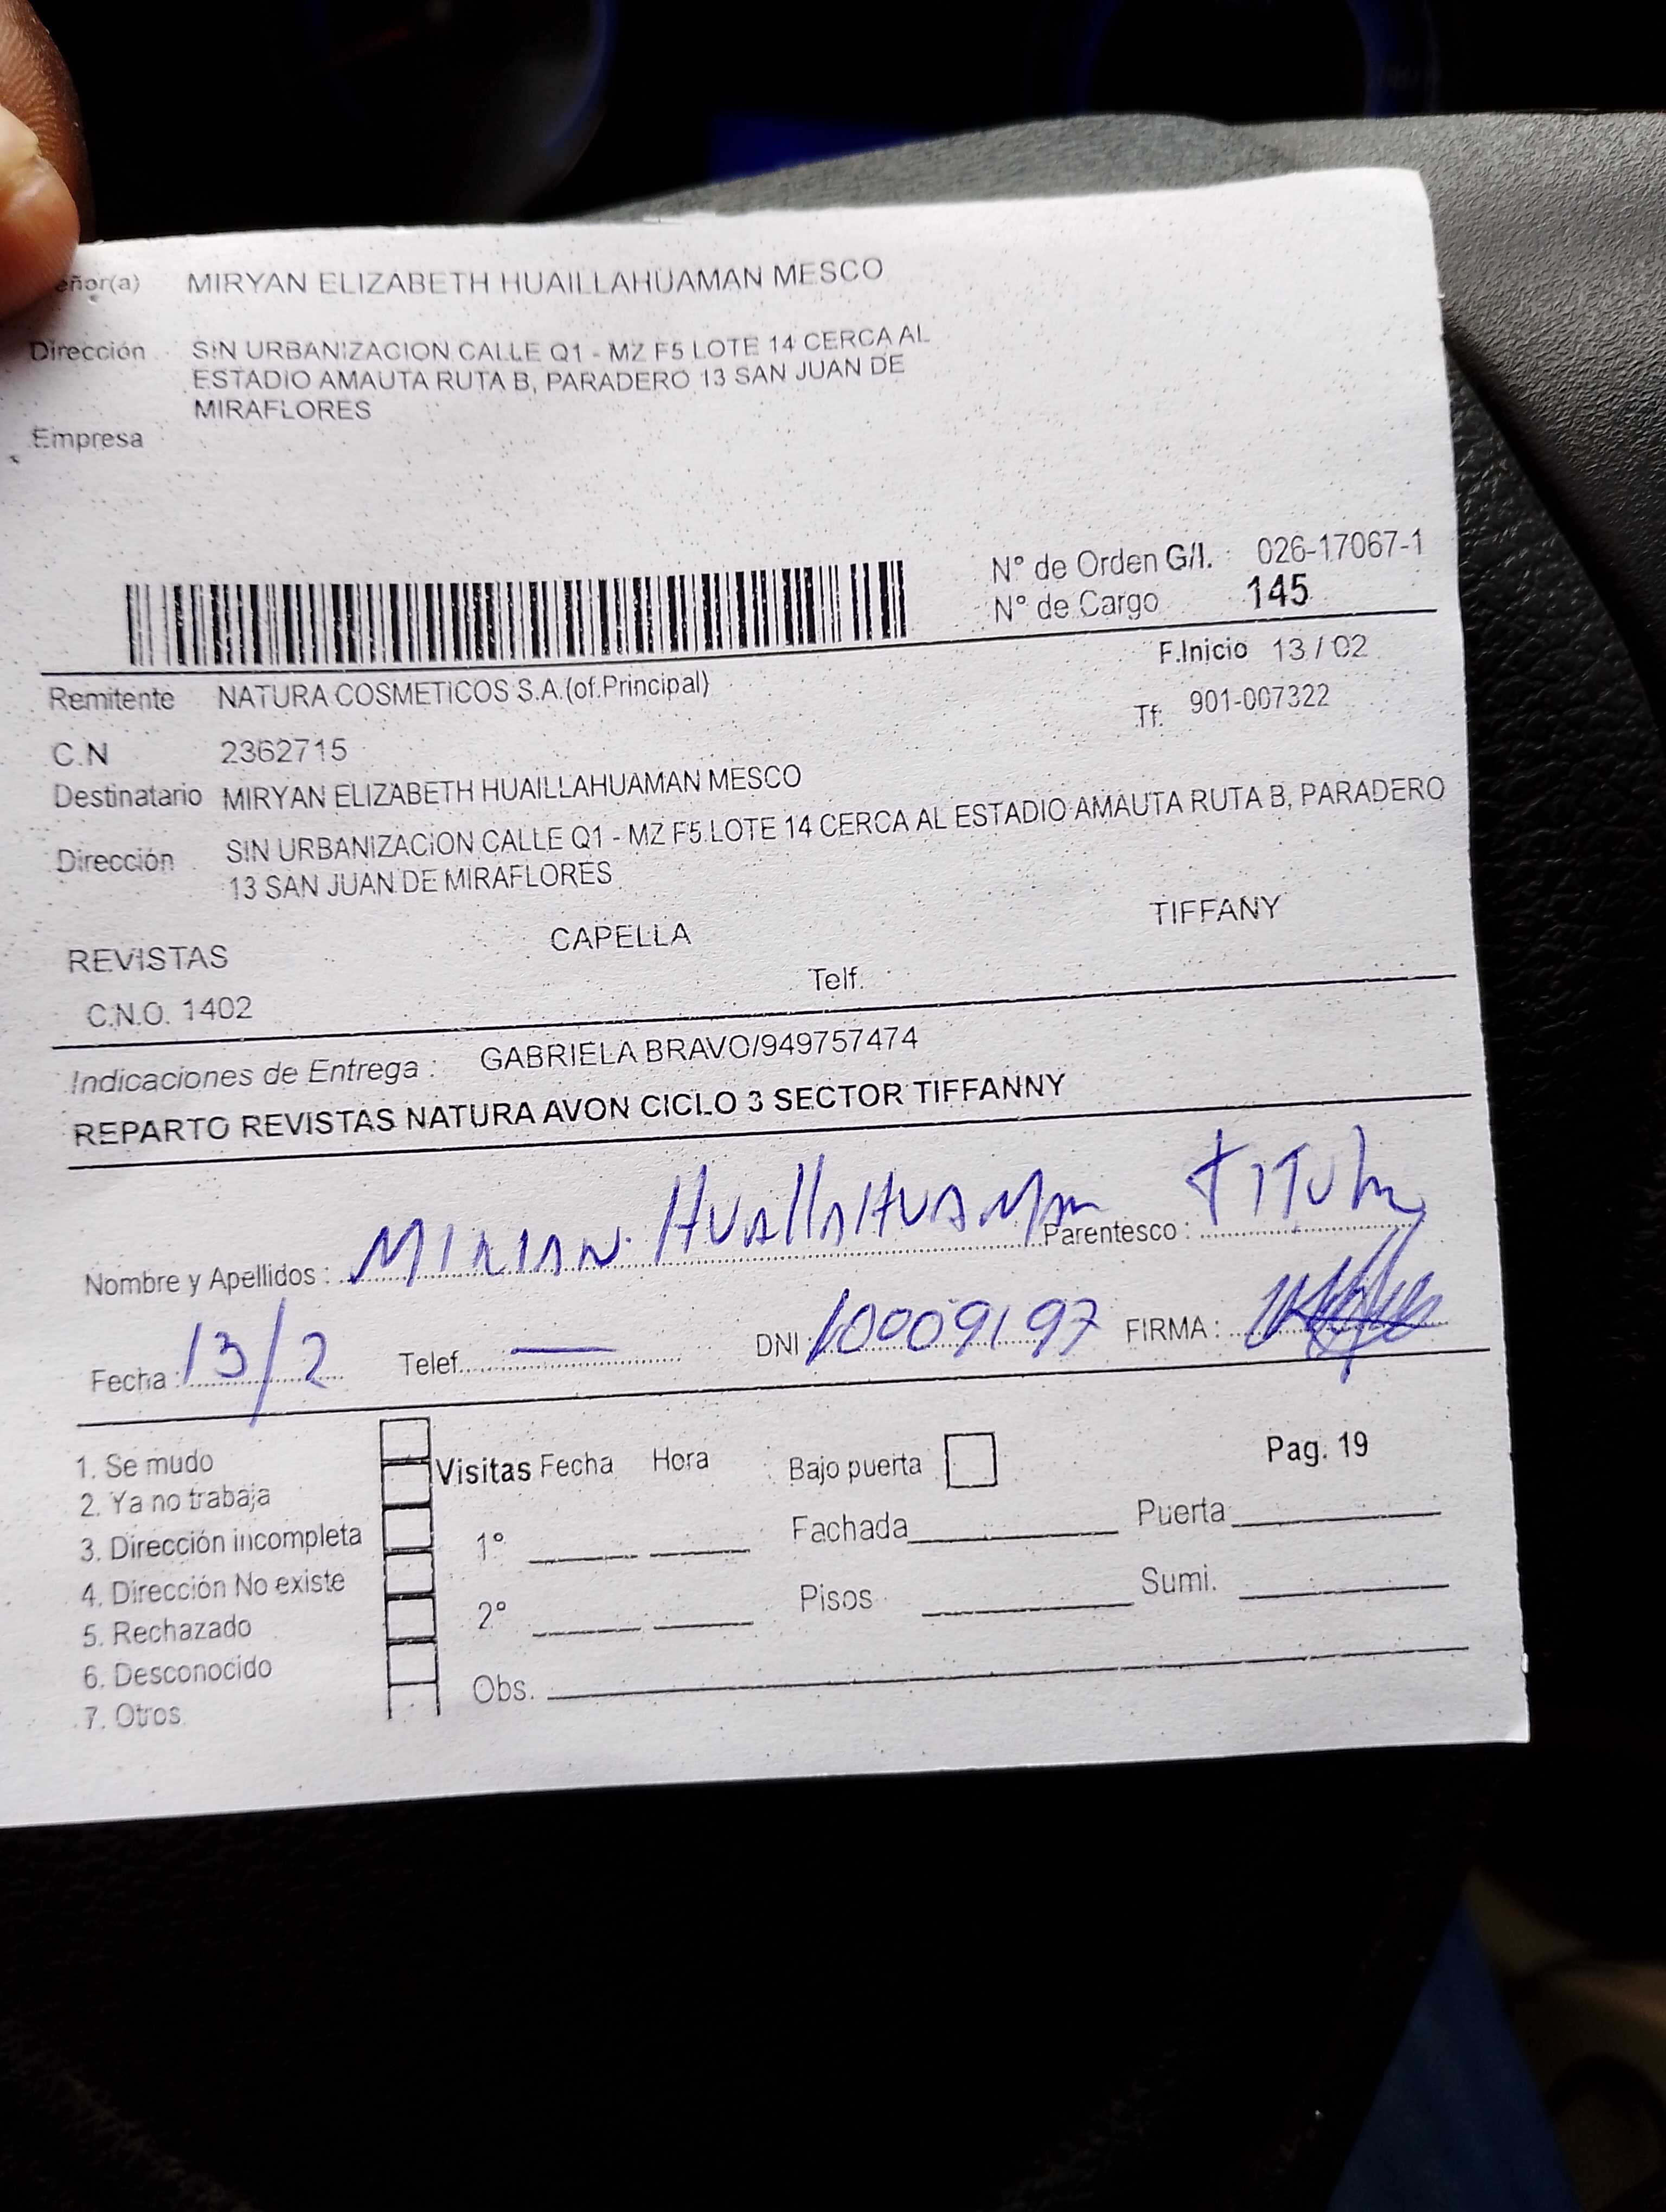 eñor(a) MIRYAN ELIZABETH HUAILLAHUAMAN MESCO
Dirección SIN URBANIZACION CALLE Q1 - MZ F5 LOTE 14 CERCA AL
ESTADIO AMAUTA RUTA B, PARADERO 13 SAN JUAN DE
MIRAFLORES
Empresa
N° de Orden G/I. 026-17067-1
N° de Cargo 145
F.Inicio 13 / 02
Remitente NATURA COSMETICOS S.A.(of.Principal)
Tf: 901-007322
C.N 2362715
Destinatario MIRYAN ELIZABETH HUAILLAHUAMAN MESCO
Dirección SIN URBANIZACION CALLE Q1 - MZ F5 LOTE 14 CERCA AL ESTADIO AMAUTA RUTA B, PARADERO
13 SAN JUAN DE MIRAFLORES
REVISTAS CAPELLA TIFFANY
C.N.O. 1402 Telf.
Indicaciones de Entrega : GABRIELA BRAVO/949757474
REPARTO REVISTAS NATURA AVON CICLO 3 SECTOR TIFFANNY
Nombre y Apellidos : MIRIAN HUALLAHUAMAN Parentesco :
Fecha : 13/2 Telef. — DNI : 10009197 FIRMA :
1. Se mudo
2. Ya no trabaja
3. Dirección incompleta
4. Dirección No existe
5. Rechazado
6. Desconocido
7. Otros
Visitas Fecha Hora Bajo puerta Pag. 19
1° Fachada Puerta
2° Pisos Sumi.
Obs.